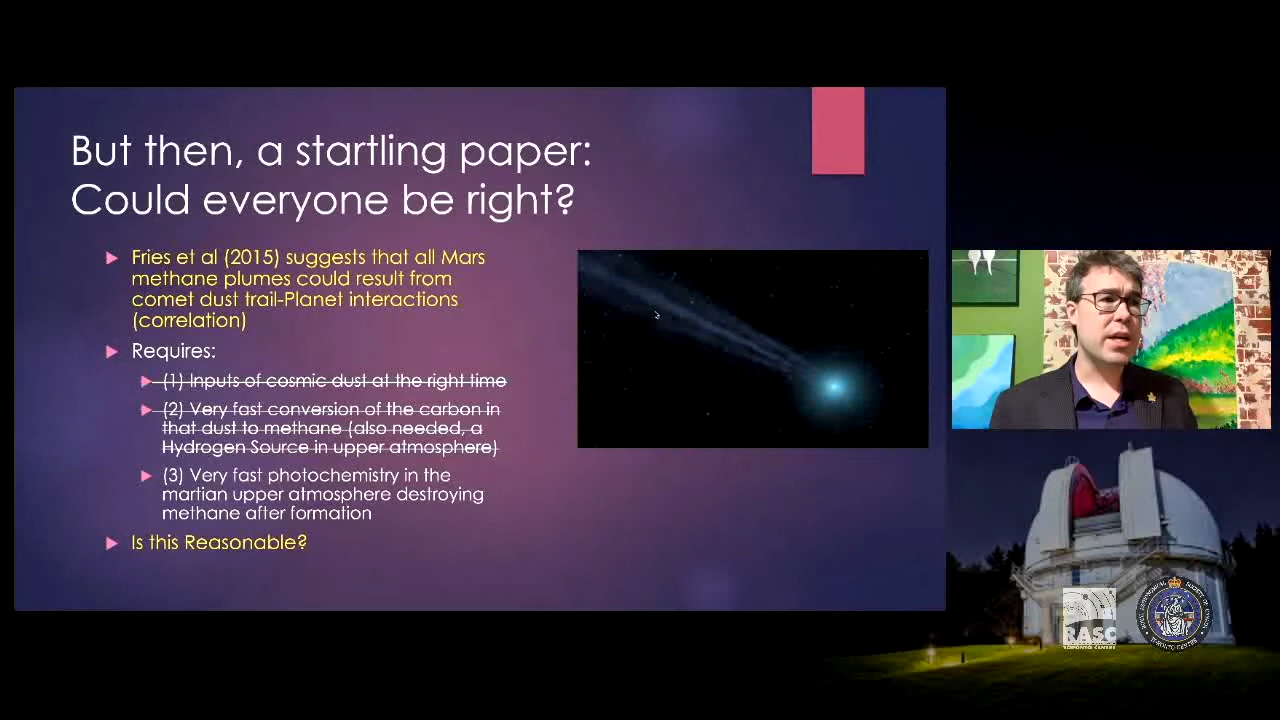 But then, a startling paper:
Could everyone be right?
Fries et al (2015) suggests that all Mars
methane plumes could result from
comet dust trail-Planet interactions
(correlation)
Requires:
(1) Inputs of cosmic dust at the right time
(2) Very fast conversion of the carbon in
that dust to methane (also needed, a
Hydrogen Source in upper atmosphere)
(3) Very fast photochemistry in the
martian upper atmosphere destroying
methane after formation
Is this Reasonable?
RASC
TORONTO CENTRE